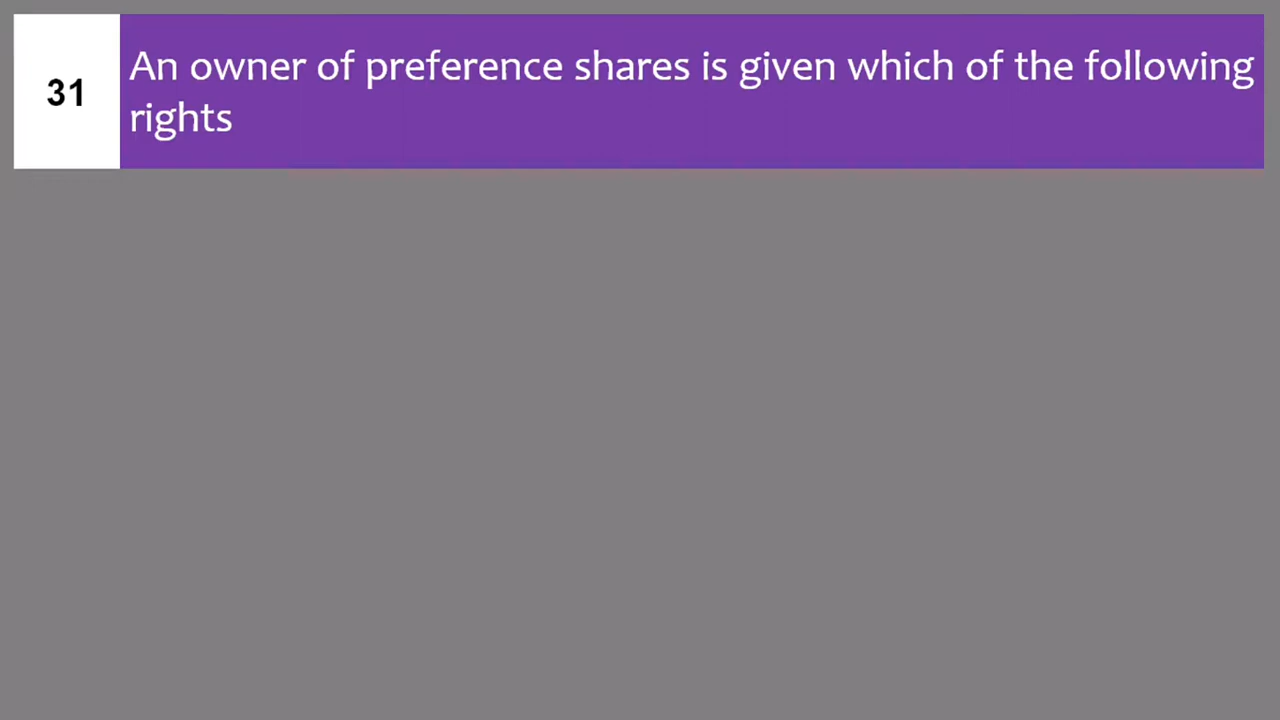 31
An owner of preference shares is given which of the following
rights